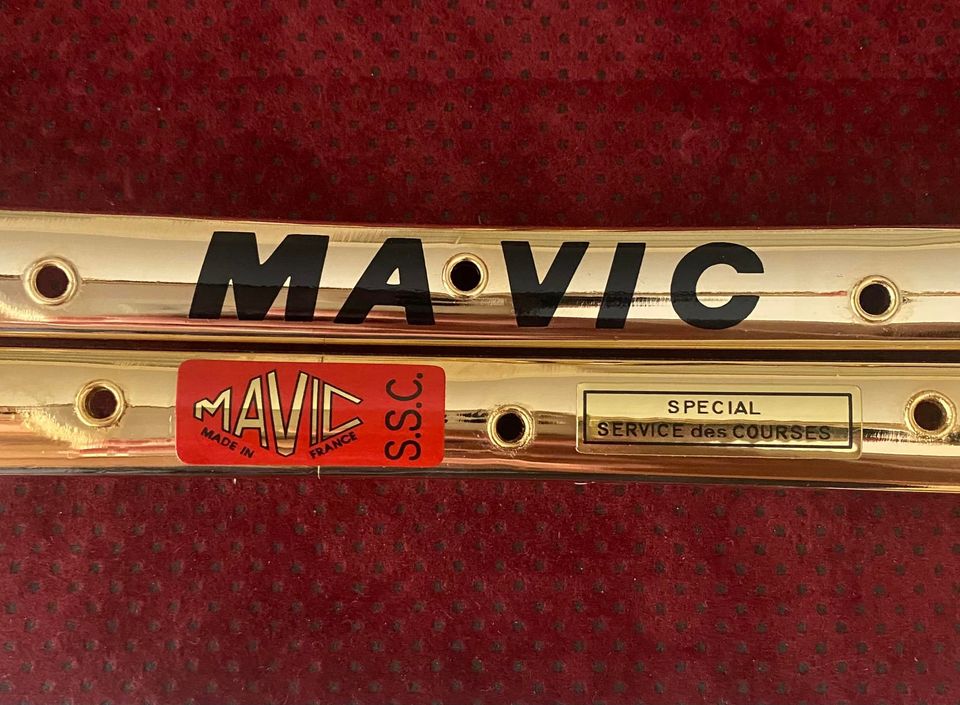 MAVIC
MAVIC
MADE IN FRANCE
S.S.C.
SPECIAL
SERVICE des COURSES